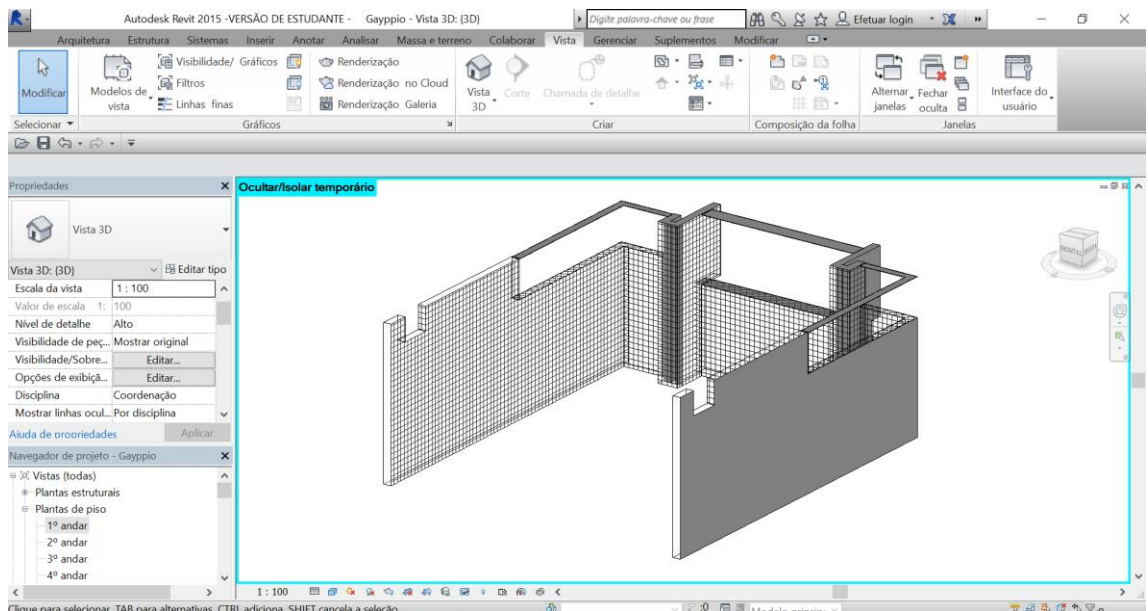 Autodesk Revit 2015 -VERSÃO DE ESTUDANTE - Gayppio - Vista 3D: {3D}
Digite palavra-chave ou frase
Efetuar login
Arquitetura Estrutura Sistemas Inserir Anotar Analisar Massa e terreno Colaborar Vista Gerenciar Suplementos Modificar
Modificar
Modelos de vista
Visibilidade/ Gráficos
Filtros
Linhas finas
Renderização
Renderização no Cloud
Renderização Galeria
Vista 3D
Corte
Chamada de detalhe
Alternar janelas
Fechar oculta
Interface do usuário
Selecionar
Gráficos
Criar
Composição da folha
Janelas
Propriedades
Ocultar/Isolar temporário
Vista 3D
FRONTAL
Vista 3D: {3D}
Editar tipo
Escala da vista 1 : 100
Valor de escala 1: 100
Nível de detalhe Alto
Visibilidade de peç... Mostrar original
Visibilidade/Sobre... Editar...
Opções de exibiçã... Editar...
Disciplina Coordenação
Mostrar linhas ocul... Por disciplina
Ajuda de propriedades
Aplicar
Navegador de projeto - Gayppio
Vistas (todas)
Plantas estruturais
Plantas de piso
1º andar
2º andar
3º andar
4º andar
1 : 100
Clique para selecionar, TAB para alternativas, CTRL adiciona, SHIFT cancela a seleção.
:0
Modelo principal